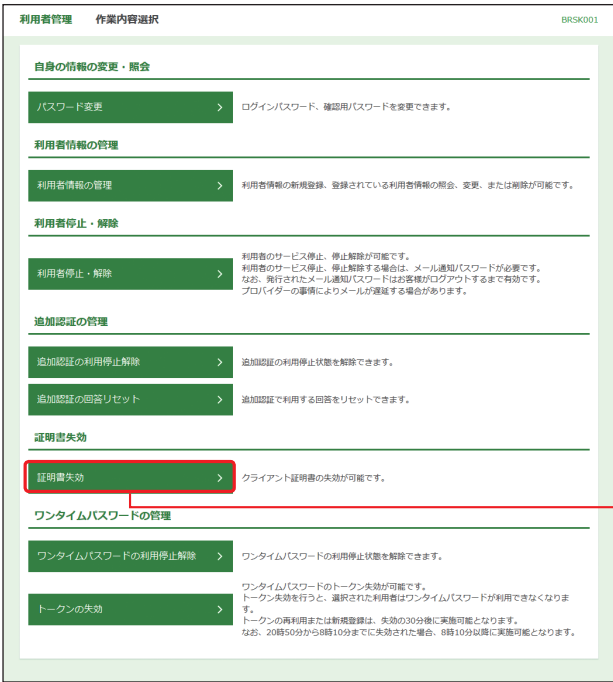 利用者管理 作業内容選択 BRSK001
自身の情報の変更・照会
パスワード変更 ログインパスワード、確認用パスワードを変更できます。
利用者情報の管理
利用者情報の管理 利用者情報の新規登録、登録されている利用者情報の照会、変更、または削除が可能です。
利用者停止・解除
利用者のサービス停止、停止解除が可能です。
利用者停止・解除 利用者のサービス停止、停止解除する場合は、メール通知パスワードが必要です。
なお、発行されたメール通知パスワードはお客様がログアウトするまで有効です。
プロバイダーの事情によりメールが遅延する場合があります。
追加認証の管理
追加認証の利用停止解除 追加認証の利用停止状態を解除できます。
追加認証の回答リセット 追加認証で利用する回答をリセットできます。
証明書失効
証明書失効 クライアント証明書の失効が可能です。
ワンタイムパスワードの管理
ワンタイムパスワードの利用停止解除 ワンタイムパスワードの利用停止状態を解除できます。
ワンタイムパスワードのトークン失効が可能です。
トークンの失効 トークン失効を行うと、選択された利用者はワンタイムパスワードが利用できなくなりま
す。
トークンの再利用または新規登録は、失効の30分後に実施可能となります。
なお、20時50分から8時10分までに失効された場合、8時10分以降に実施可能となります。